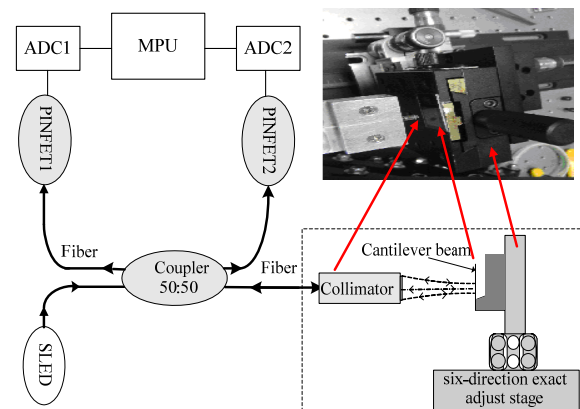 ADC1
MPU
ADC2
PINFET1
PINFET2
Fiber
Coupler
50:50
Fiber
SLED
Cantilever beam
Collimator
six-direction exact
adjust stage